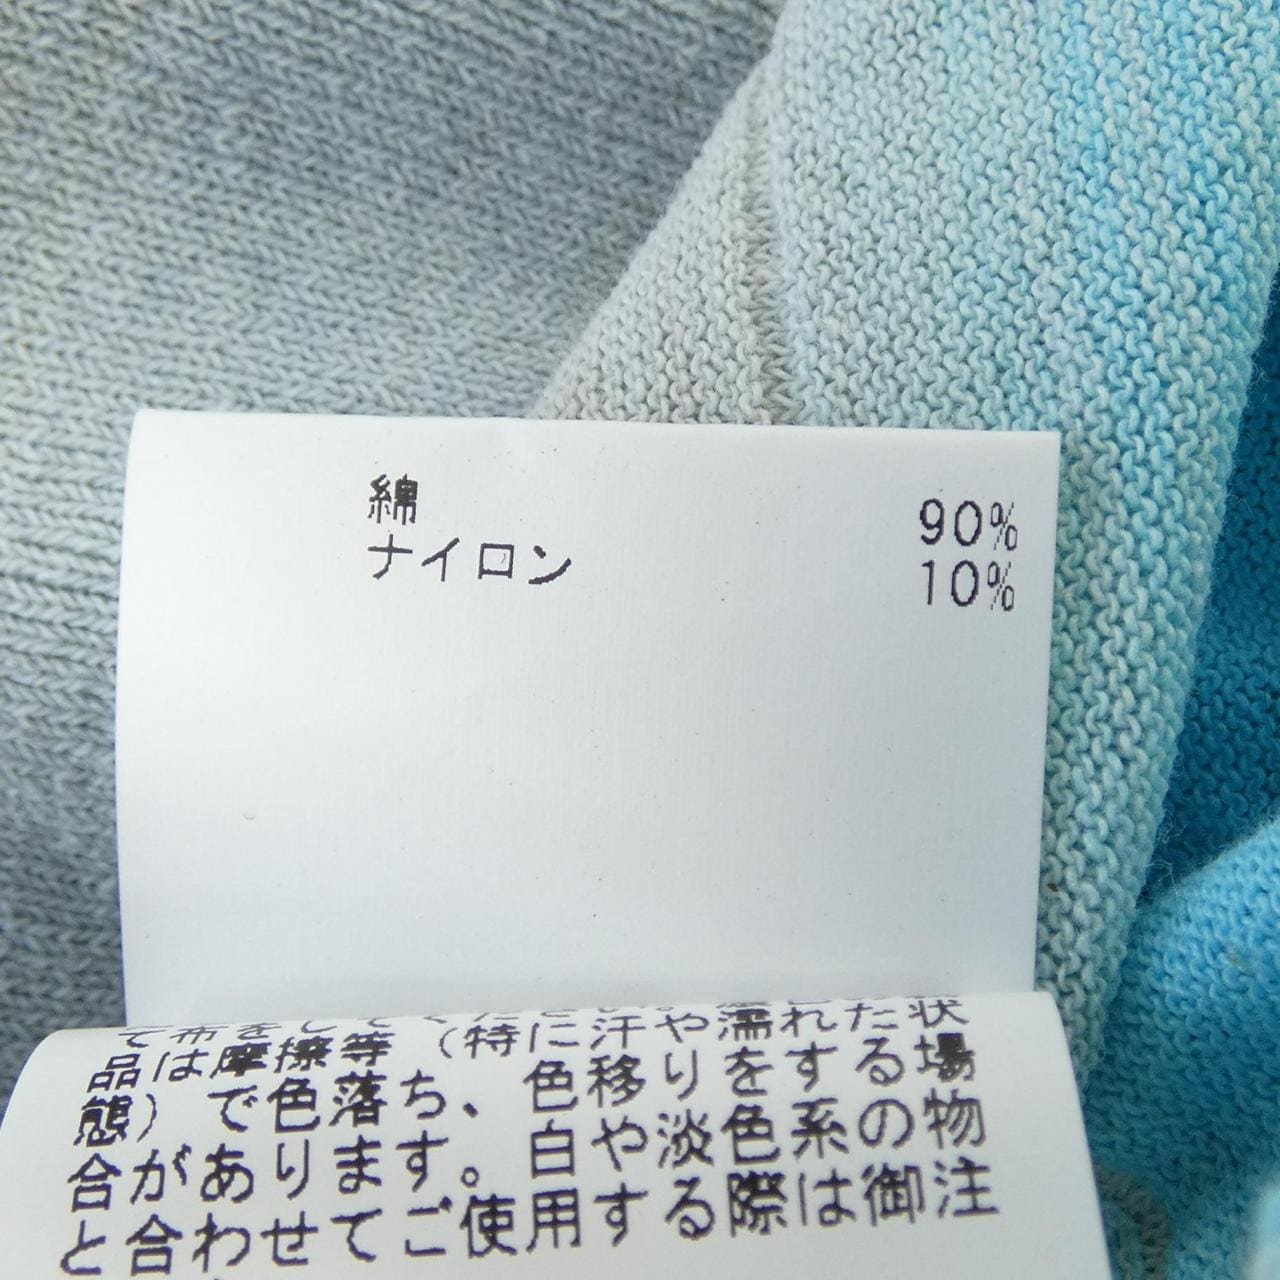 綿 90%
ナイロン 10%
品は摩擦等(特に汗や濡れた状
態)で色落ち、色移りをする場
合があります。白や淡色系の物
と合わせてご使用する際は御注